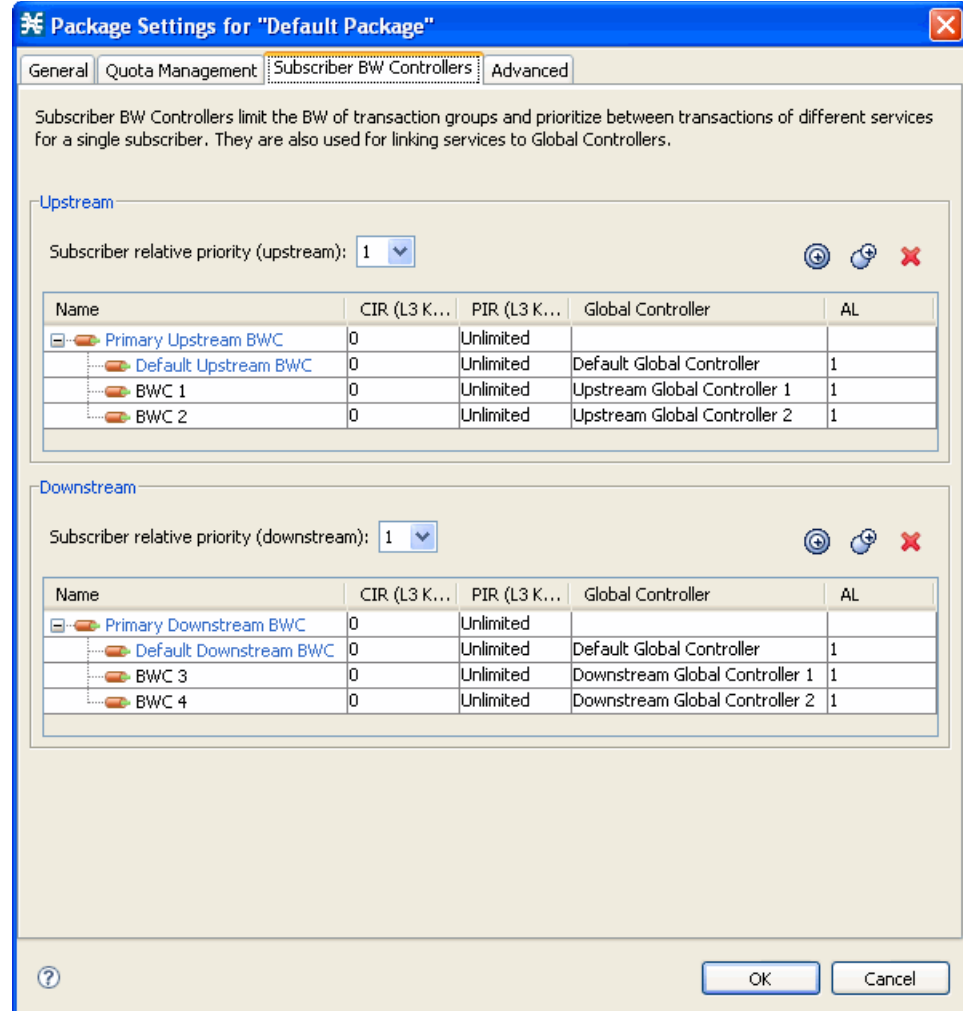 Package Settings for "Default Package"
General Quota Management Subscriber BW Controllers Advanced
Subscriber BW Controllers limit the BW of transaction groups and prioritize between transactions of different services
for a single subscriber. They are also used for linking services to Global Controllers.
Upstream
Subscriber relative priority (upstream): 1
Name CIR (L3 K... PIR (L3 K... Global Controller AL
Primary Upstream BWC 0 Unlimited
Default Upstream BWC 0 Unlimited Default Global Controller 1
BWC 1 0 Unlimited Upstream Global Controller 1 1
BWC 2 0 Unlimited Upstream Global Controller 2 1
Downstream
Subscriber relative priority (downstream): 1
Name CIR (L3 K... PIR (L3 K... Global Controller AL
Primary Downstream BWC 0 Unlimited
Default Downstream BWC 0 Unlimited Default Global Controller 1
BWC 3 0 Unlimited Downstream Global Controller 1 1
BWC 4 0 Unlimited Downstream Global Controller 2 1
? OK Cancel